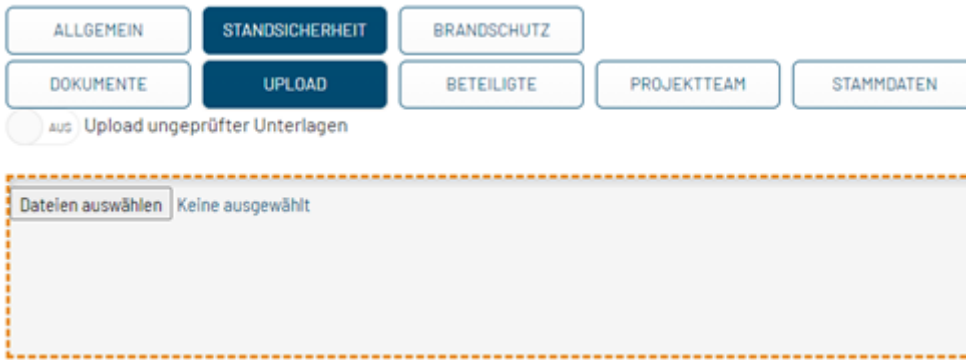 ALLGEMEIN STANDSICHERHEIT BRANDSCHUTZ
DOKUMENTE UPLOAD BETEILIGTE PROJEKTTEAM STAMMDATEN
AUS Upload ungeprüfter Unterlagen
Dateien auswählen Keine ausgewählt